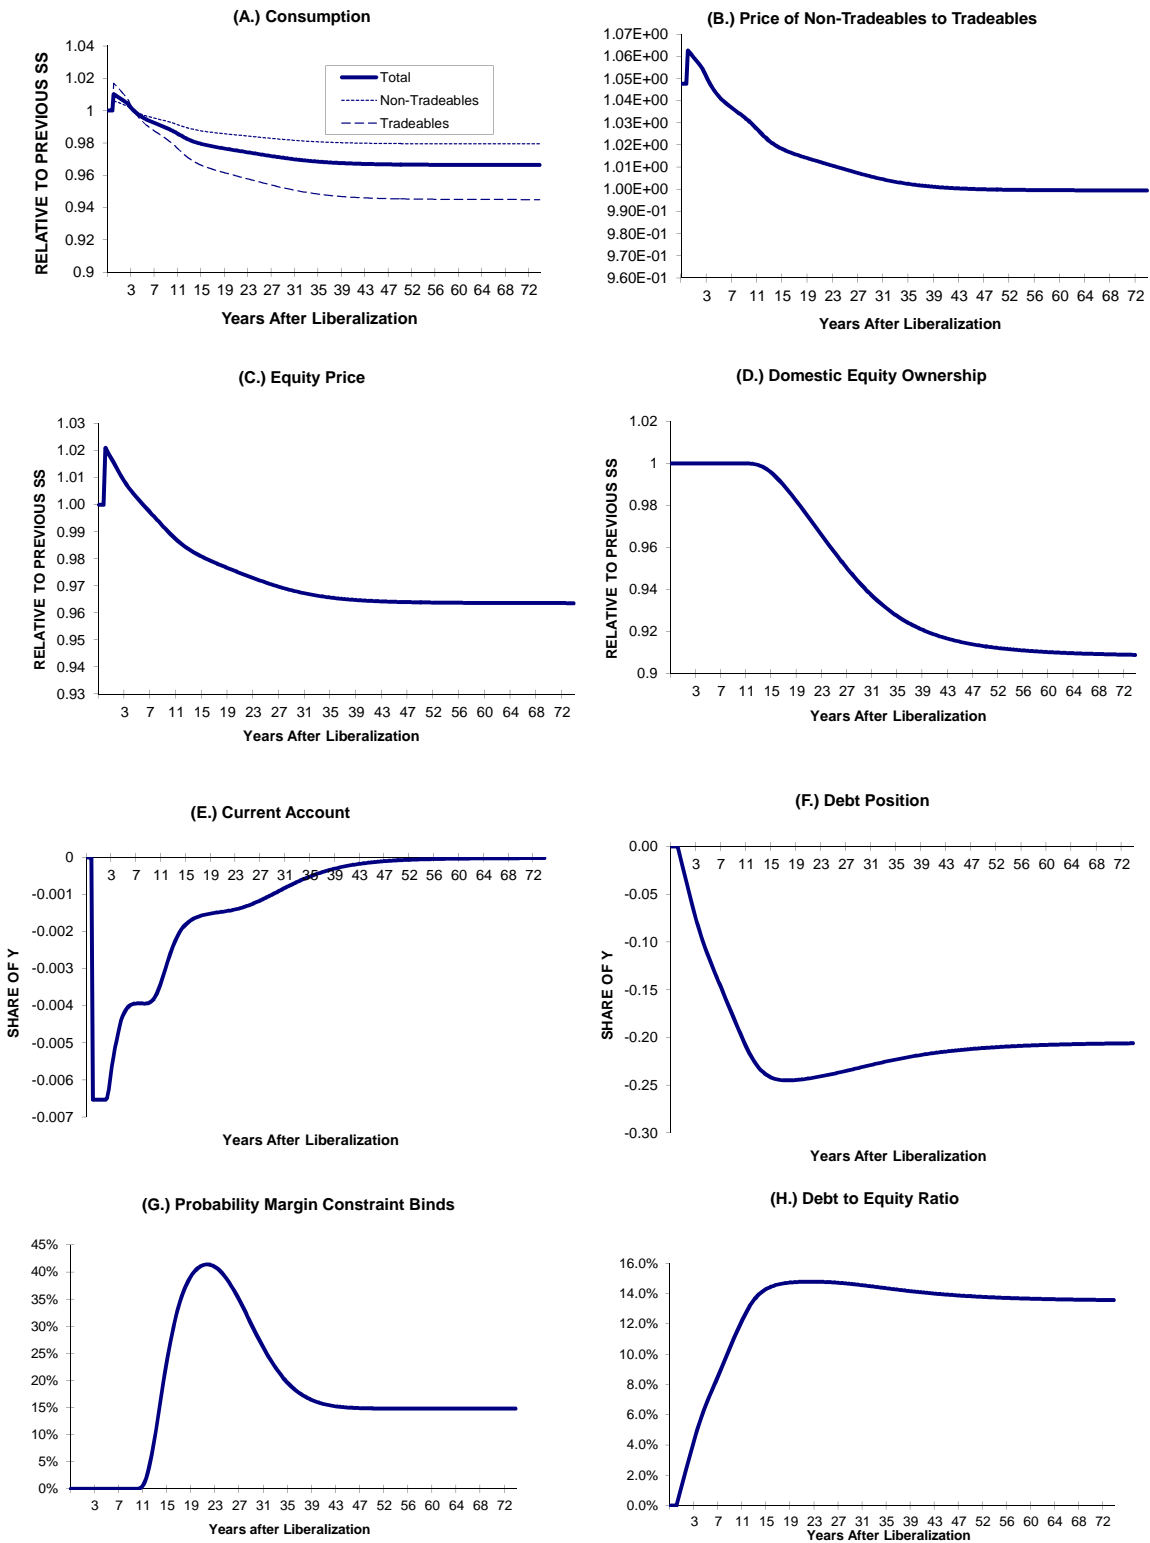 (A.) Consumption
RELATIVE TO PREVIOUS SS
1.04
1.02
1
0.98
0.96
0.94
0.92
0.9
Total
Non-Tradeables
Tradeables
3 7 11 15 19 23 27 31 35 39 43 47 52 56 60 64 68 72
Years After Liberalization
(B.) Price of Non-Tradeables to Tradeables
1.07E+00
1.06E+00
1.05E+00
1.04E+00
1.03E+00
1.02E+00
1.01E+00
1.00E+00
9.90E-01
9.80E-01
9.70E-01
9.60E-01
3 7 11 15 19 23 27 31 35 39 43 47 52 56 60 64 68 72
Years After Liberalization
(C.) Equity Price
RELATIVE TO PREVIOUS SS
1.03
1.02
1.01
1.00
0.99
0.98
0.97
0.96
0.95
0.94
0.93
3 7 11 15 19 23 27 31 35 39 43 47 52 56 60 64 68 72
Years After Liberalization
(D.) Domestic Equity Ownership
RELATIVE TO PREVIOUS SS
1.02
1
0.98
0.96
0.94
0.92
0.9
3 7 11 15 19 23 27 31 35 39 43 47 52 56 60 64 68 72
Years After Liberalization
(E.) Current Account
SHARE OF Y
0
-0.001
-0.002
-0.003
-0.004
-0.005
-0.006
-0.007
3 7 11 15 19 23 27 31 35 39 43 47 52 56 60 64 68 72
Years After Liberalization
(F.) Debt Position
SHARE OF Y
0.00
-0.05
-0.10
-0.15
-0.20
-0.25
-0.30
3 7 11 15 19 23 27 31 35 39 43 47 52 56 60 64 68 72
Years After Liberalization
(G.) Probability Margin Constraint Binds
45%
40%
35%
30%
25%
20%
15%
10%
5%
0%
3 7 11 15 19 23 27 31 35 39 43 47 52 56 60 64 68 72
Years after Liberalization
(H.) Debt to Equity Ratio
16.0%
14.0%
12.0%
10.0%
8.0%
6.0%
4.0%
2.0%
0.0%
3 7 11 15 19 23 27 31 35 39 43 47 52 56 60 64 68 72
Years After Liberalization